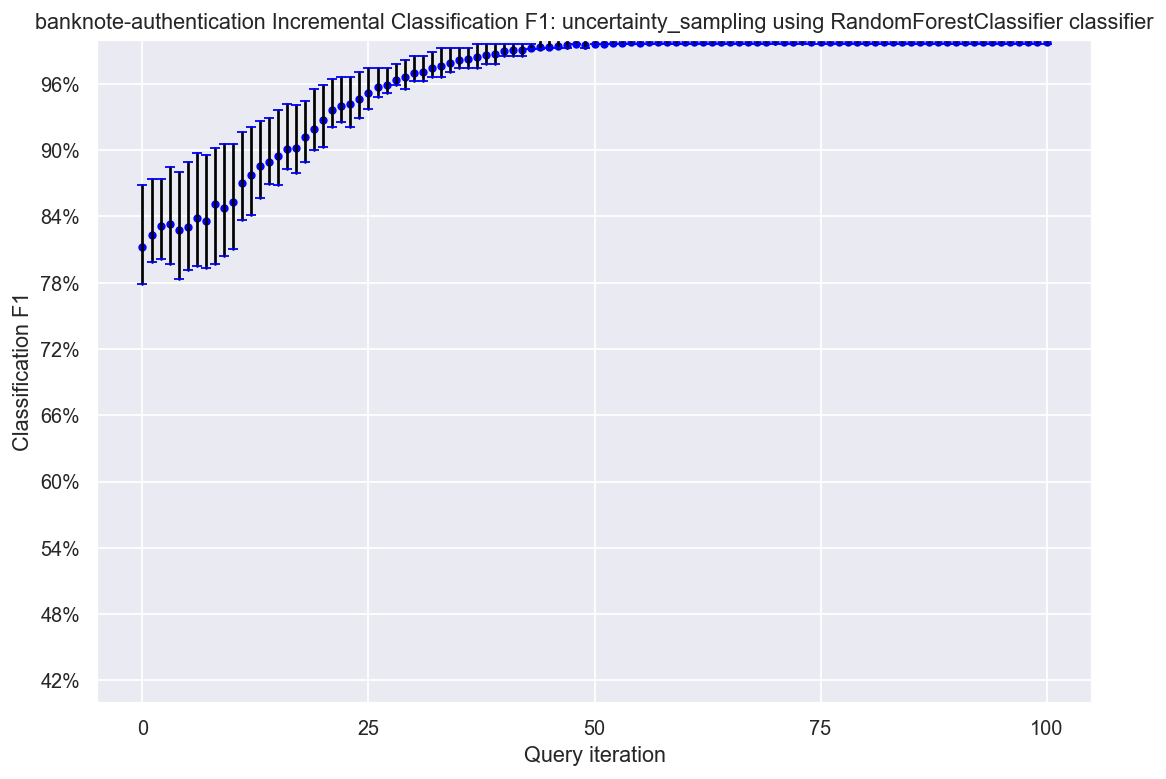 banknote-authentication Incremental Classification F1: uncertainty_sampling using RandomForestClassifier classifier
96%
90%
84%
78%
72%
66%
60%
54%
48%
42%
Classification F1
0 25 50 75 100
Query iteration